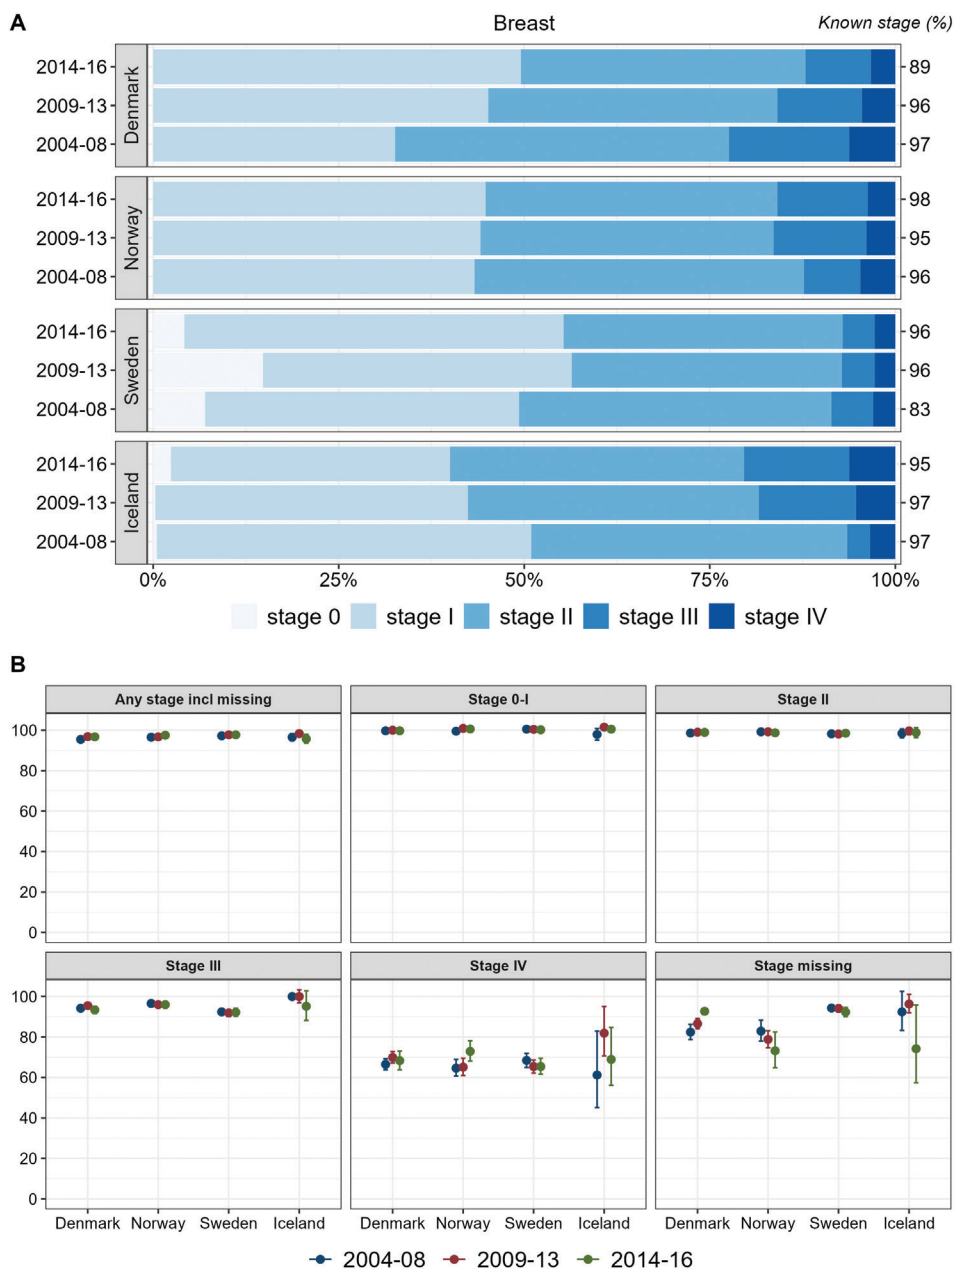 A
Breast
Known stage (%)
Denmark
2014-16 89
2009-13 96
2004-08 97
Norway
2014-16 98
2009-13 95
2004-08 96
Sweden
2014-16 96
2009-13 96
2004-08 83
Iceland
2014-16 95
2009-13 97
2004-08 97
0% 25% 50% 75% 100%
stage 0 stage I stage II stage III stage IV
B
Any stage incl missing Stage 0-I Stage II
100
80
60
40
20
0
Stage III Stage IV Stage missing
100
80
60
40
20
0
Denmark Norway Sweden Iceland Denmark Norway Sweden Iceland Denmark Norway Sweden Iceland
2004-08 2009-13 2014-16